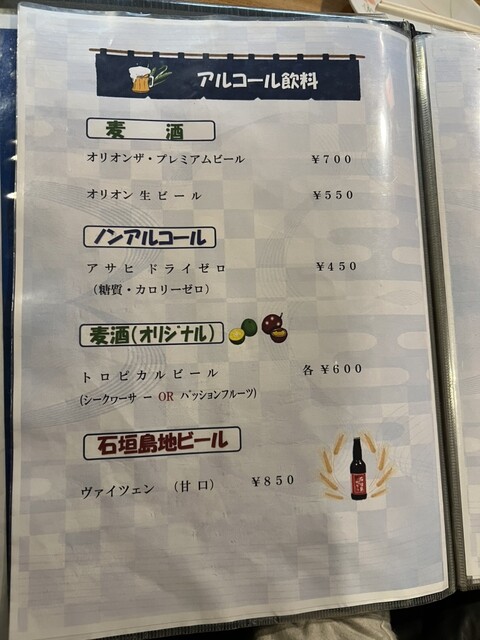 アルコール飲料
麦 酒
オリオンザ・プレミアムビール ¥700
オリオン 生 ビール ¥550
ノンアルコール
アサヒ ドライゼロ ¥450
（糖質・カロリーゼロ）
麦酒(オリジナル)
トロピカルビール 各 ¥600
(シークヮーサー OR パッションフルーツ)
石垣島地ビール
ヴァイツェン （甘 口） ¥850